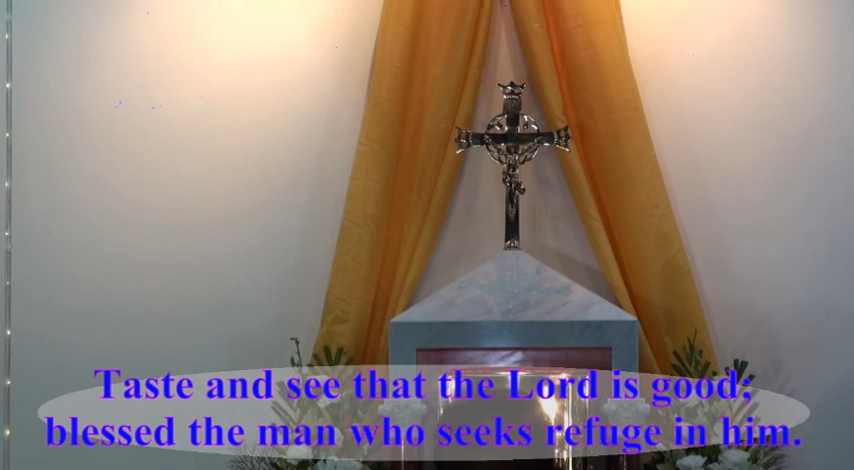 Taste and see that the Lord is good;
blessed the man who seeks refuge in him.